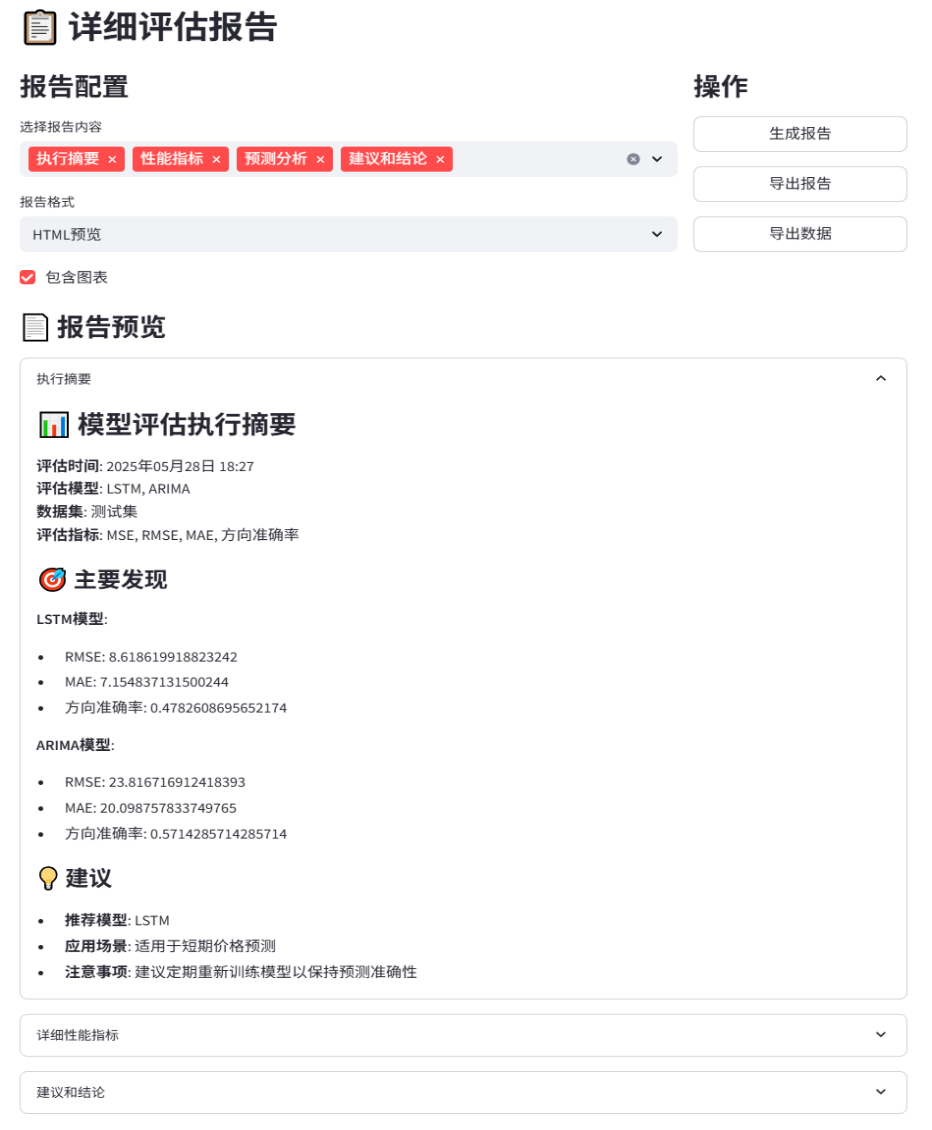 详细评估报告
报告配置
操作
选择报告内容
执行摘要 × 性能指标 × 预测分析 × 建议和结论 ×
生成报告
导出报告
报告格式
HTML预览
导出数据
包含图表
报告预览
执行摘要
模型评估执行摘要
评估时间: 2025年05月28日 18:27
评估模型: LSTM, ARIMA
数据集: 测试集
评估指标: MSE, RMSE, MAE, 方向准确率
主要发现
LSTM模型:
• RMSE: 8.618619918823242
• MAE: 7.154837131500244
• 方向准确率: 0.4782608695652174
ARIMA模型:
• RMSE: 23.816716912418393
• MAE: 20.098757833749765
• 方向准确率: 0.5714285714285714
建议
• 推荐模型: LSTM
• 应用场景: 适用于短期价格预测
• 注意事项: 建议定期重新训练模型以保持预测准确性
详细性能指标
建议和结论